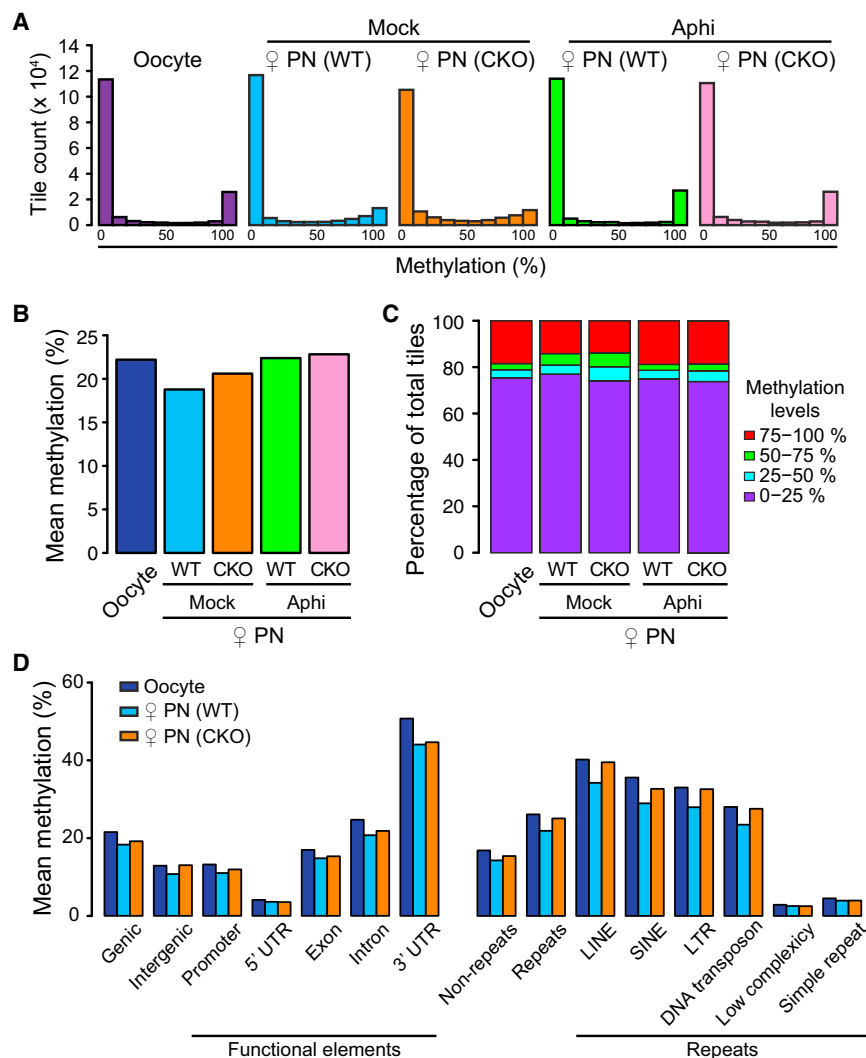 A
Mock
Aphi
Oocyte
♀ PN (WT)
♀ PN (CKO)
♀ PN (WT)
♀ PN (CKO)
Tile count (x 10⁴)
14
12
10
8
6
4
2
0
0 50 100
0 50 100
0 50 100
0 50 100
0 50 100
Methylation (%)
B
Mean methylation (%)
25
20
15
10
5
0
Oocyte
WT CKO WT CKO
Mock Aphi
♀ PN
C
Percentage of total tiles
100
80
60
40
20
0
Oocyte
WT CKO WT CKO
Mock Aphi
♀ PN
Methylation
levels
75–100 %
50–75 %
25–50 %
0–25 %
D
Mean methylation (%)
60
40
20
0
Oocyte
♀ PN (WT)
♀ PN (CKO)
Genic
Intergenic
Promoter
5' UTR
Exon
Intron
3' UTR
Non-repeats
Repeats
LINE
SINE
LTR
DNA transposon
Low complexicy
Simple repeat
Functional elements
Repeats